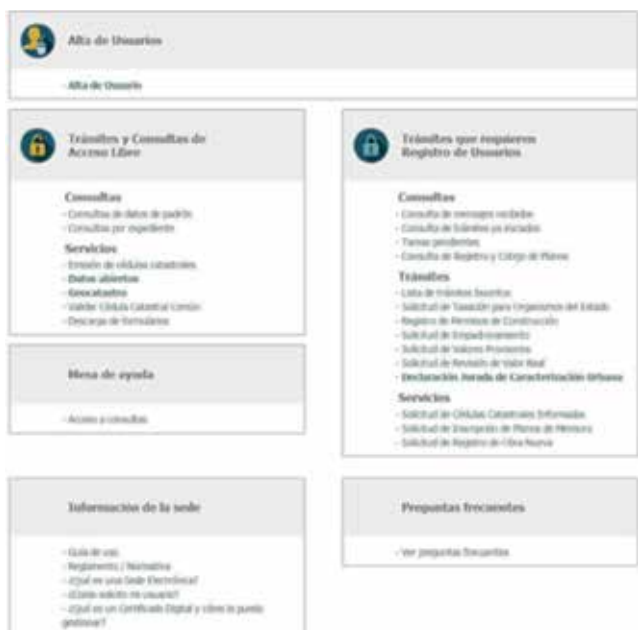 Alta de Usuarios
- Alta de Usuario
Trámites y Consultas de
Acceso Libre
Consultas
- Consultas de datos de padrón
- Consultas por expediente
Servicios
- Emisión de cédulas catastrales
- Datos abiertos
- Geocatastro
- Validar Cédula Catastral Común
- Descarga de formularios
Mesa de ayuda
- Acceso a consultas
Trámites que requieren
Registro de Usuarios
Consultas
- Consulta de mensajes recibidos
- Consulta de trámites ya iniciados
- Tareas pendientes
- Consulta de Registro y Cotejo de Planos
Trámites
- Lista de trámites favoritos
- Solicitud de Tasación para Organismos del Estado
- Registro de Permisos de Construcción
- Solicitud de Empadronamiento
- Solicitud de Valores Provisorios
- Solicitud de Revisión de Valor Real
- Declaración Jurada de Caracterización Urbana
Servicios
- Solicitud de Cédulas Catastrales Informadas
- Solicitud de Inscripción de Planos de Mensura
- Solicitud de Registro de Obra Nueva
Información de la sede
- Guía de uso
- Reglamento / Normativa
- ¿Qué es una Sede Electrónica?
- ¿Cómo solicito mi usuario?
- ¿Qué es un Certificado Digital y cómo lo puedo
gestionar?
Preguntas frecuentes
- Ver preguntas frecuentes